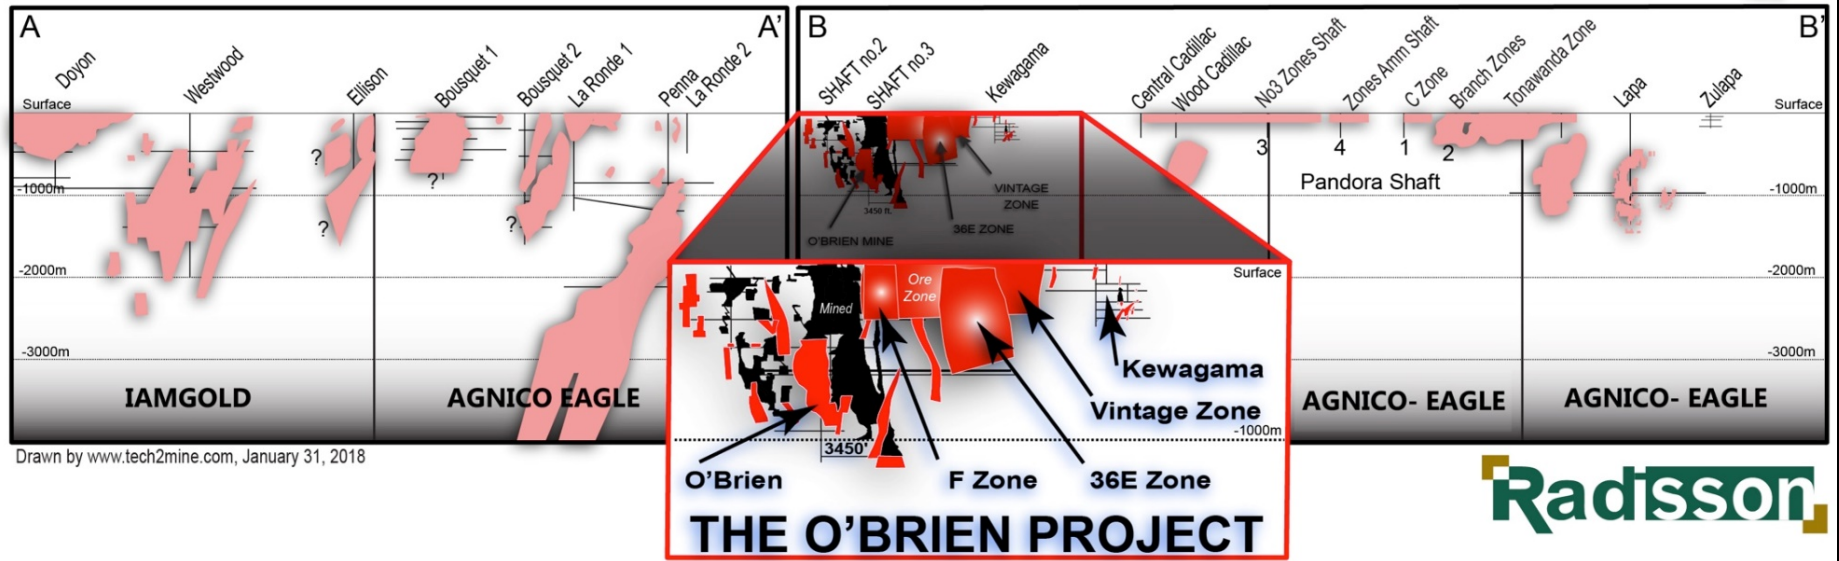 A
A'
B
B'
Doyon
Westwood
Ellison
Bousquet 1
Bousquet 2
La Ronde 1
Penna
La Ronde 2
SHAFT no.2
SHAFT no.3
Kewagama
Central Cadillac
Wood Cadillac
No3 Zones Shaft
Zones Amm Shaft
C Zone
Branch Zones
Tonawanda Zone
Lapa
Zulapa
Surface
Surface
?
?
?
?
3
4
1
2
Pandora Shaft
-1000m
-1000m
-2000m
-2000m
-3000m
-3000m
VINTAGE
ZONE
3450 ft.
36E ZONE
O'BRIEN MINE
Surface
Mined
Ore
Zone
Kewagama
Vintage Zone
-1000m
3450'
O'Brien
F Zone
36E Zone
THE O'BRIEN PROJECT
IAMGOLD
AGNICO EAGLE
AGNICO- EAGLE
AGNICO- EAGLE
Drawn by www.tech2mine.com, January 31, 2018
Radisson